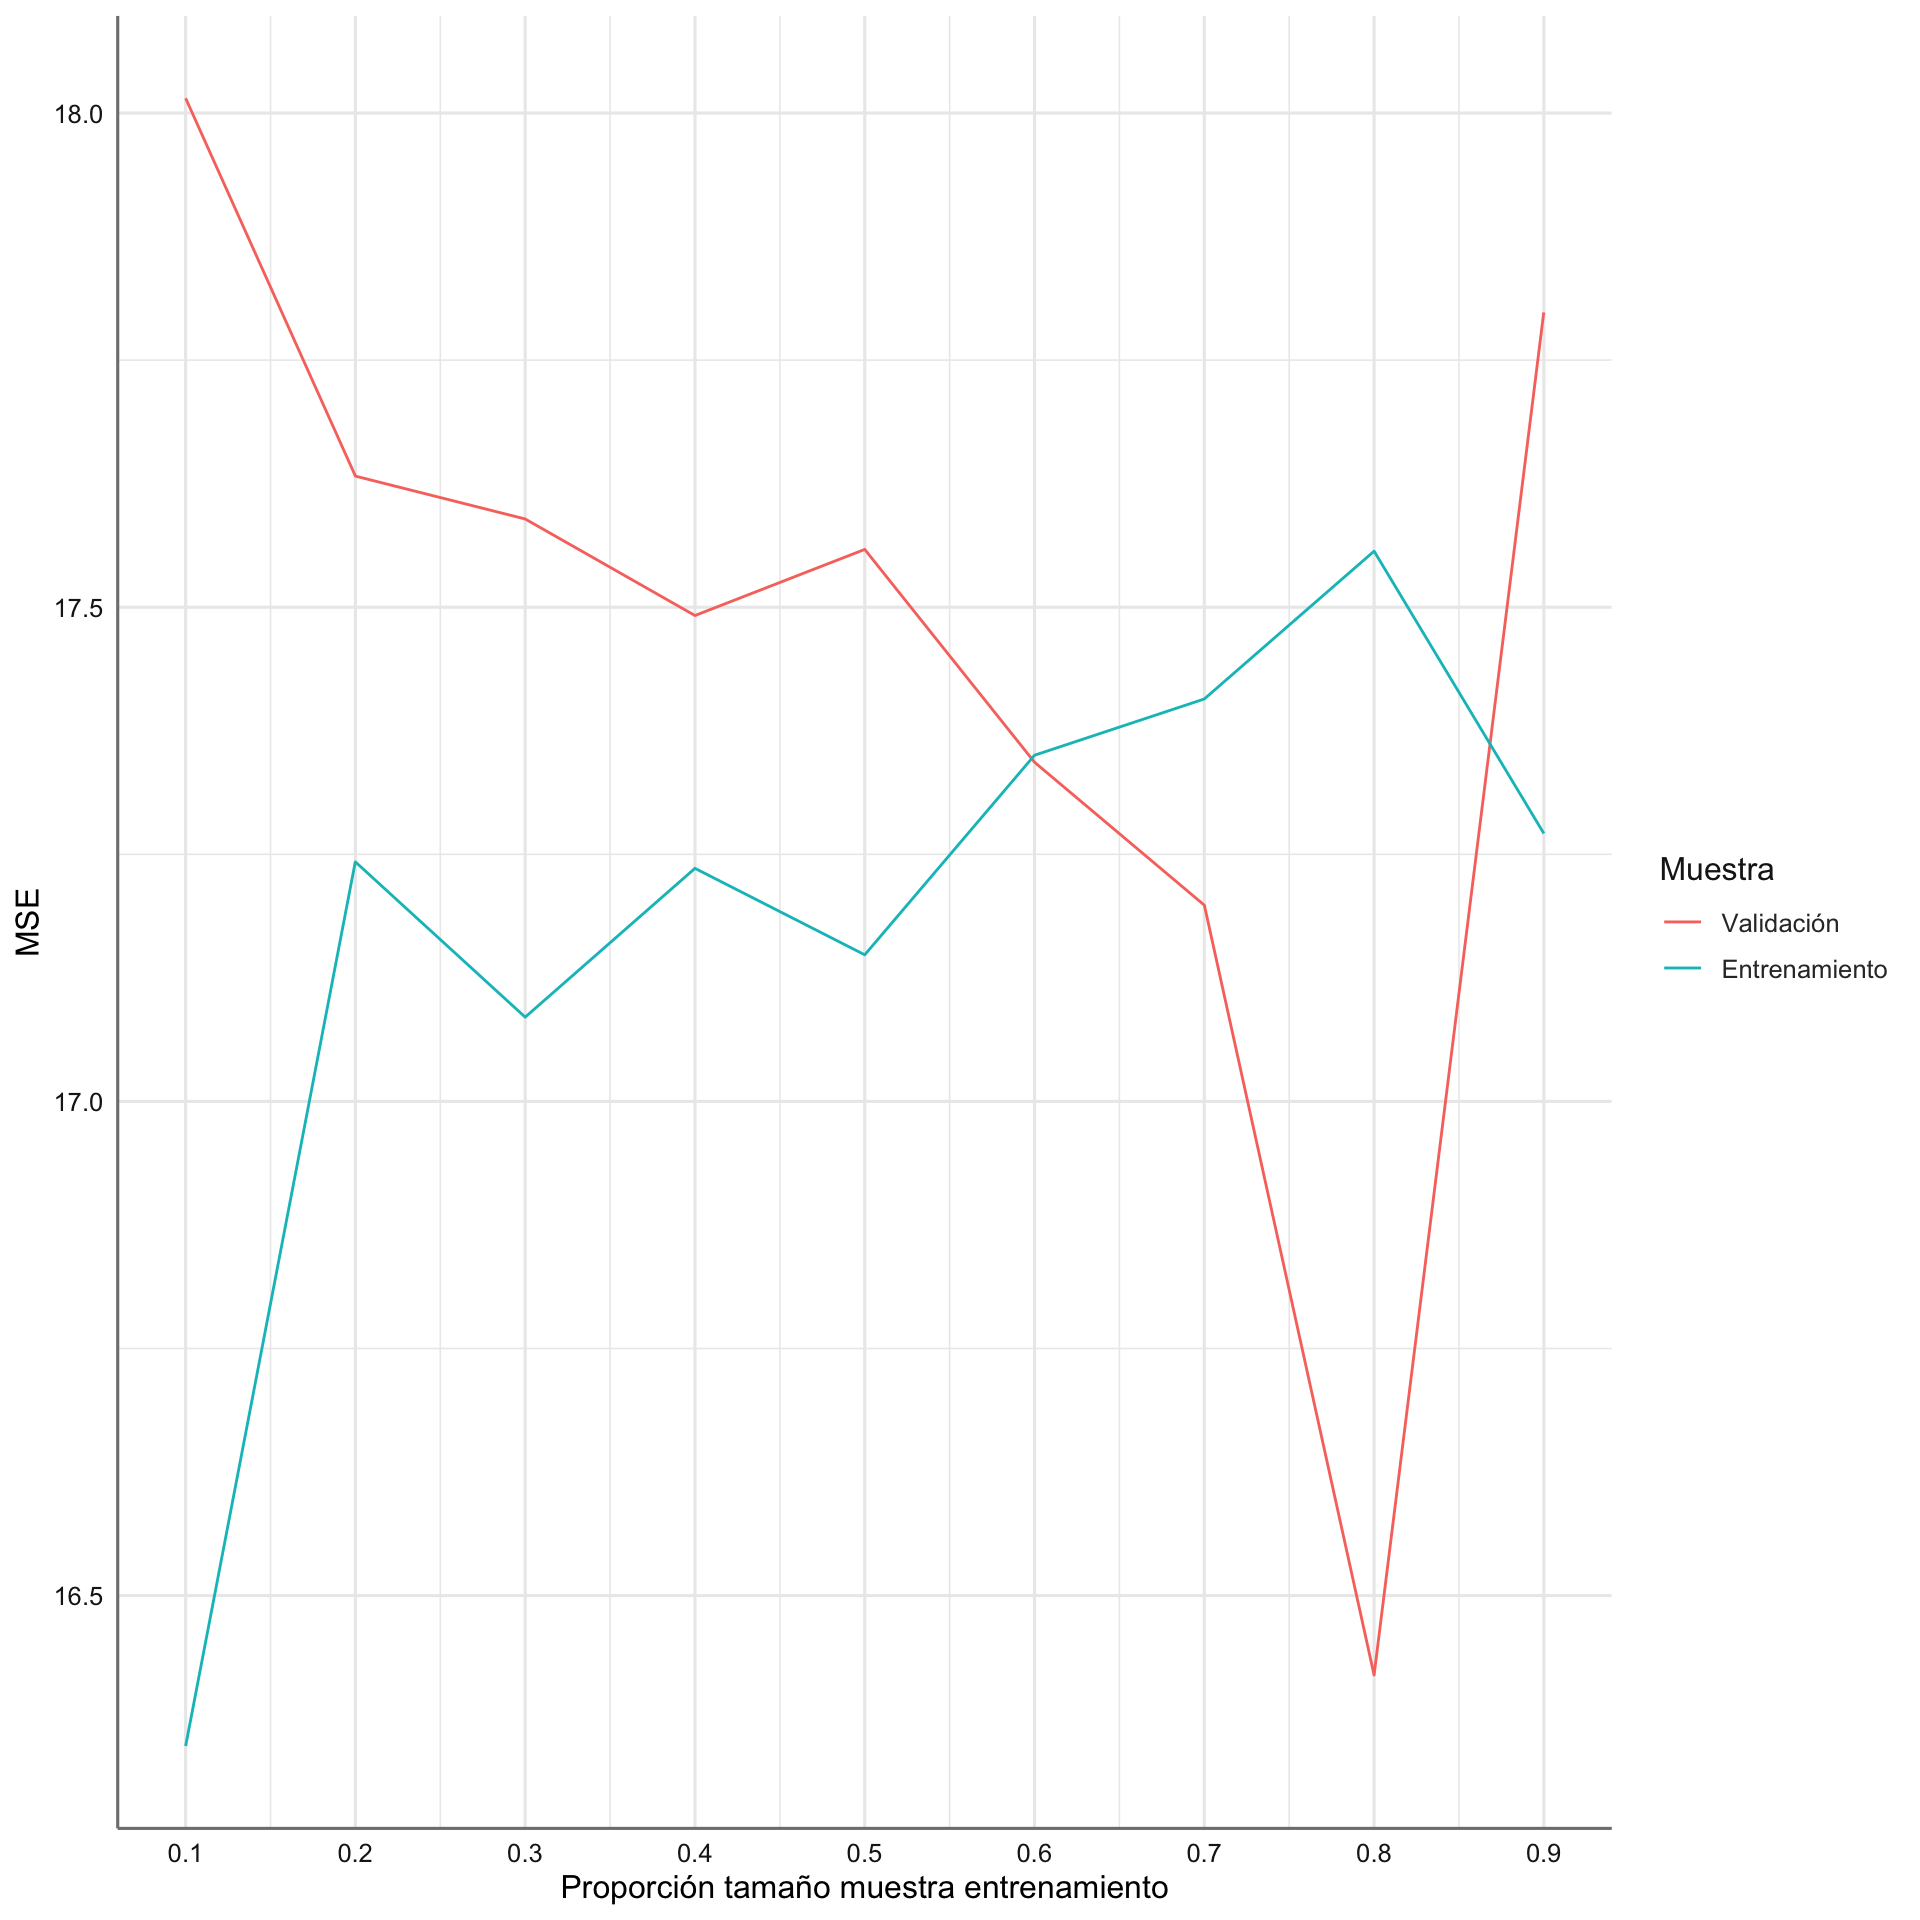 18.0
17.5
17.0
16.5
MSE
0.1 0.2 0.3 0.4 0.5 0.6 0.7 0.8 0.9
Proporción tamaño muestra entrenamiento
Muestra
Validación
Entrenamiento